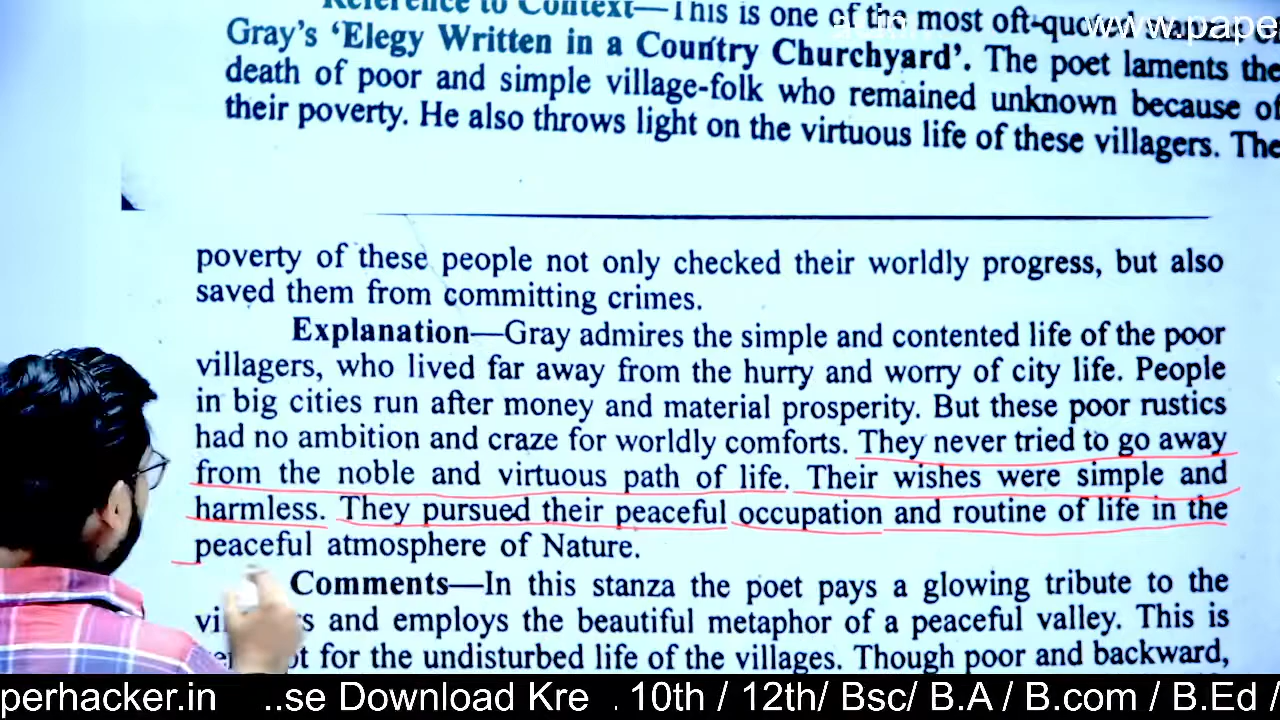 Reference to Context—This is one of the most oft-quoted
www.pape
Gray's 'Elegy Written in a Country Churchyard'. The poet laments the
death of poor and simple village-folk who remained unknown because of
their poverty. He also throws light on the virtuous life of these villagers. The
poverty of these people not only checked their worldly progress, but also
saved them from committing crimes.
Explanation—Gray admires the simple and contented life of the poor
villagers, who lived far away from the hurry and worry of city life. People
in big cities run after money and material prosperity. But these poor rustics
had no ambition and craze for worldly comforts. They never tried to go away
from the noble and virtuous path of life. Their wishes were simple and
harmless. They pursued their peaceful occupation and routine of life in the
peaceful atmosphere of Nature.
Comments—In this stanza the poet pays a glowing tribute to the
and employs the beautiful metaphor of a peaceful valley. This is
for the undisturbed life of the villages. Though poor and backward,
perhacker.in ..se Download Kre . 10th / 12th/ Bsc/ B.A / B.com / B.Ed /